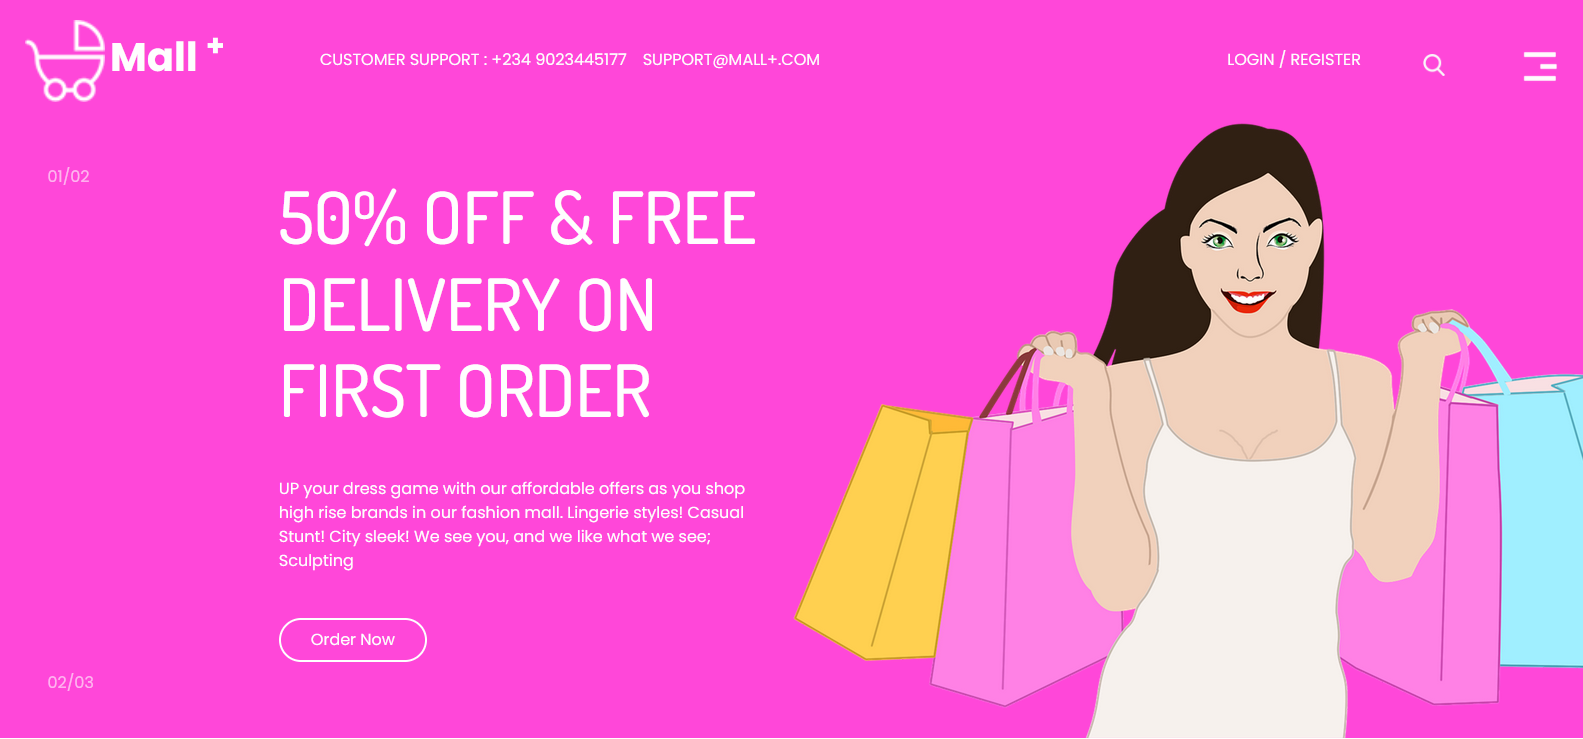 Mall +
CUSTOMER SUPPORT : +234 9023445177 SUPPORT@MALL+.COM
LOGIN / REGISTER
01/02
50% OFF & FREE
DELIVERY ON
FIRST ORDER
UP your dress game with our affordable offers as you shop
high rise brands in our fashion mall. Lingerie styles! Casual
Stunt! City sleek! We see you, and we like what we see;
Sculpting
Order Now
02/03